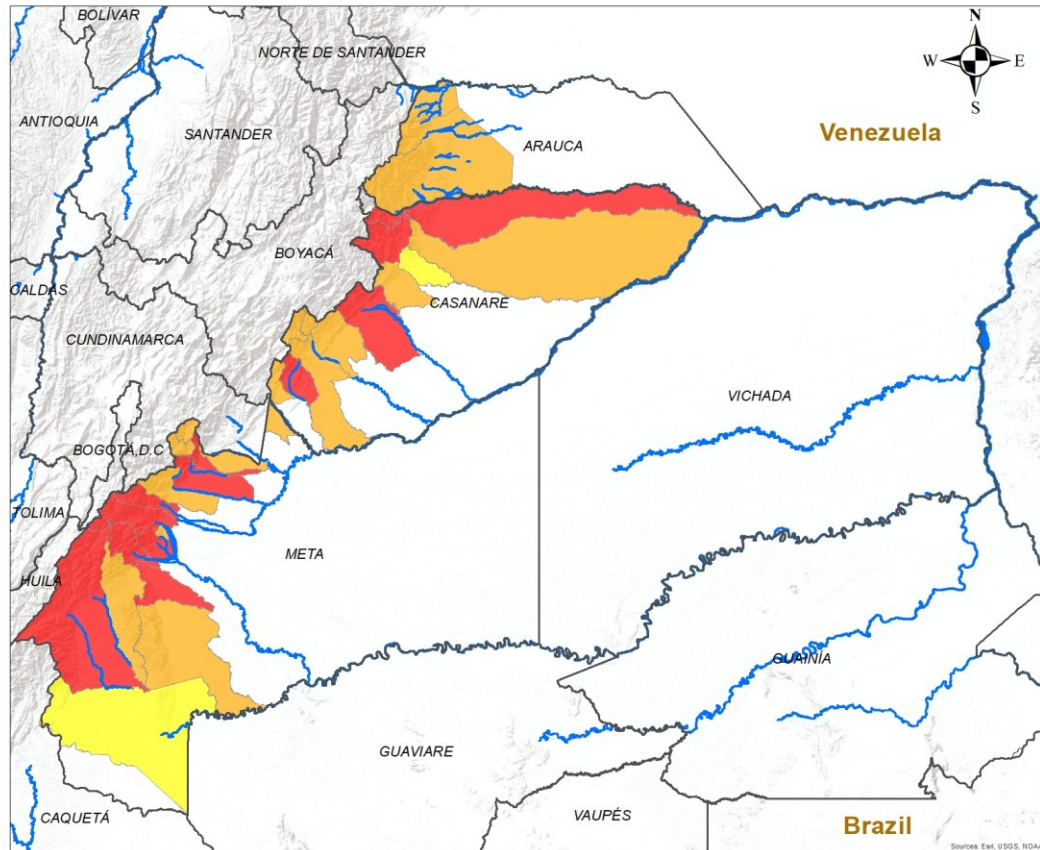 BOLÍVAR
N
NORTE DE SANTANDER
W
E
S
ANTIOQUIA
SANTANDER
Venezuela
ARAUCA
BOYACÁ
CALDAS
CASANARE
CUNDINAMARCA
VICHADA
BOGOTÁ,D.C
TOLIMA
META
HUILA
GUAINÍA
GUAVIARE
VAUPÉS
CAQUETÁ
Brazil
Sources: Esri, USGS, NOAA